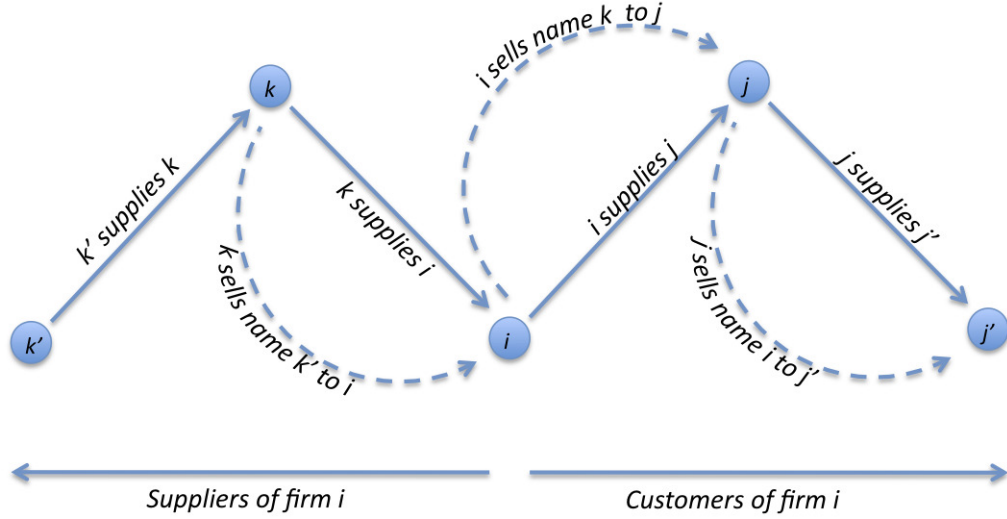 i sells name k to j
k
j
k' supplies k
k supplies i
i supplies j
j supplies j'
k sells name k' to i
j sells name i to j'
k'
i
j'
Suppliers of firm i
Customers of firm i